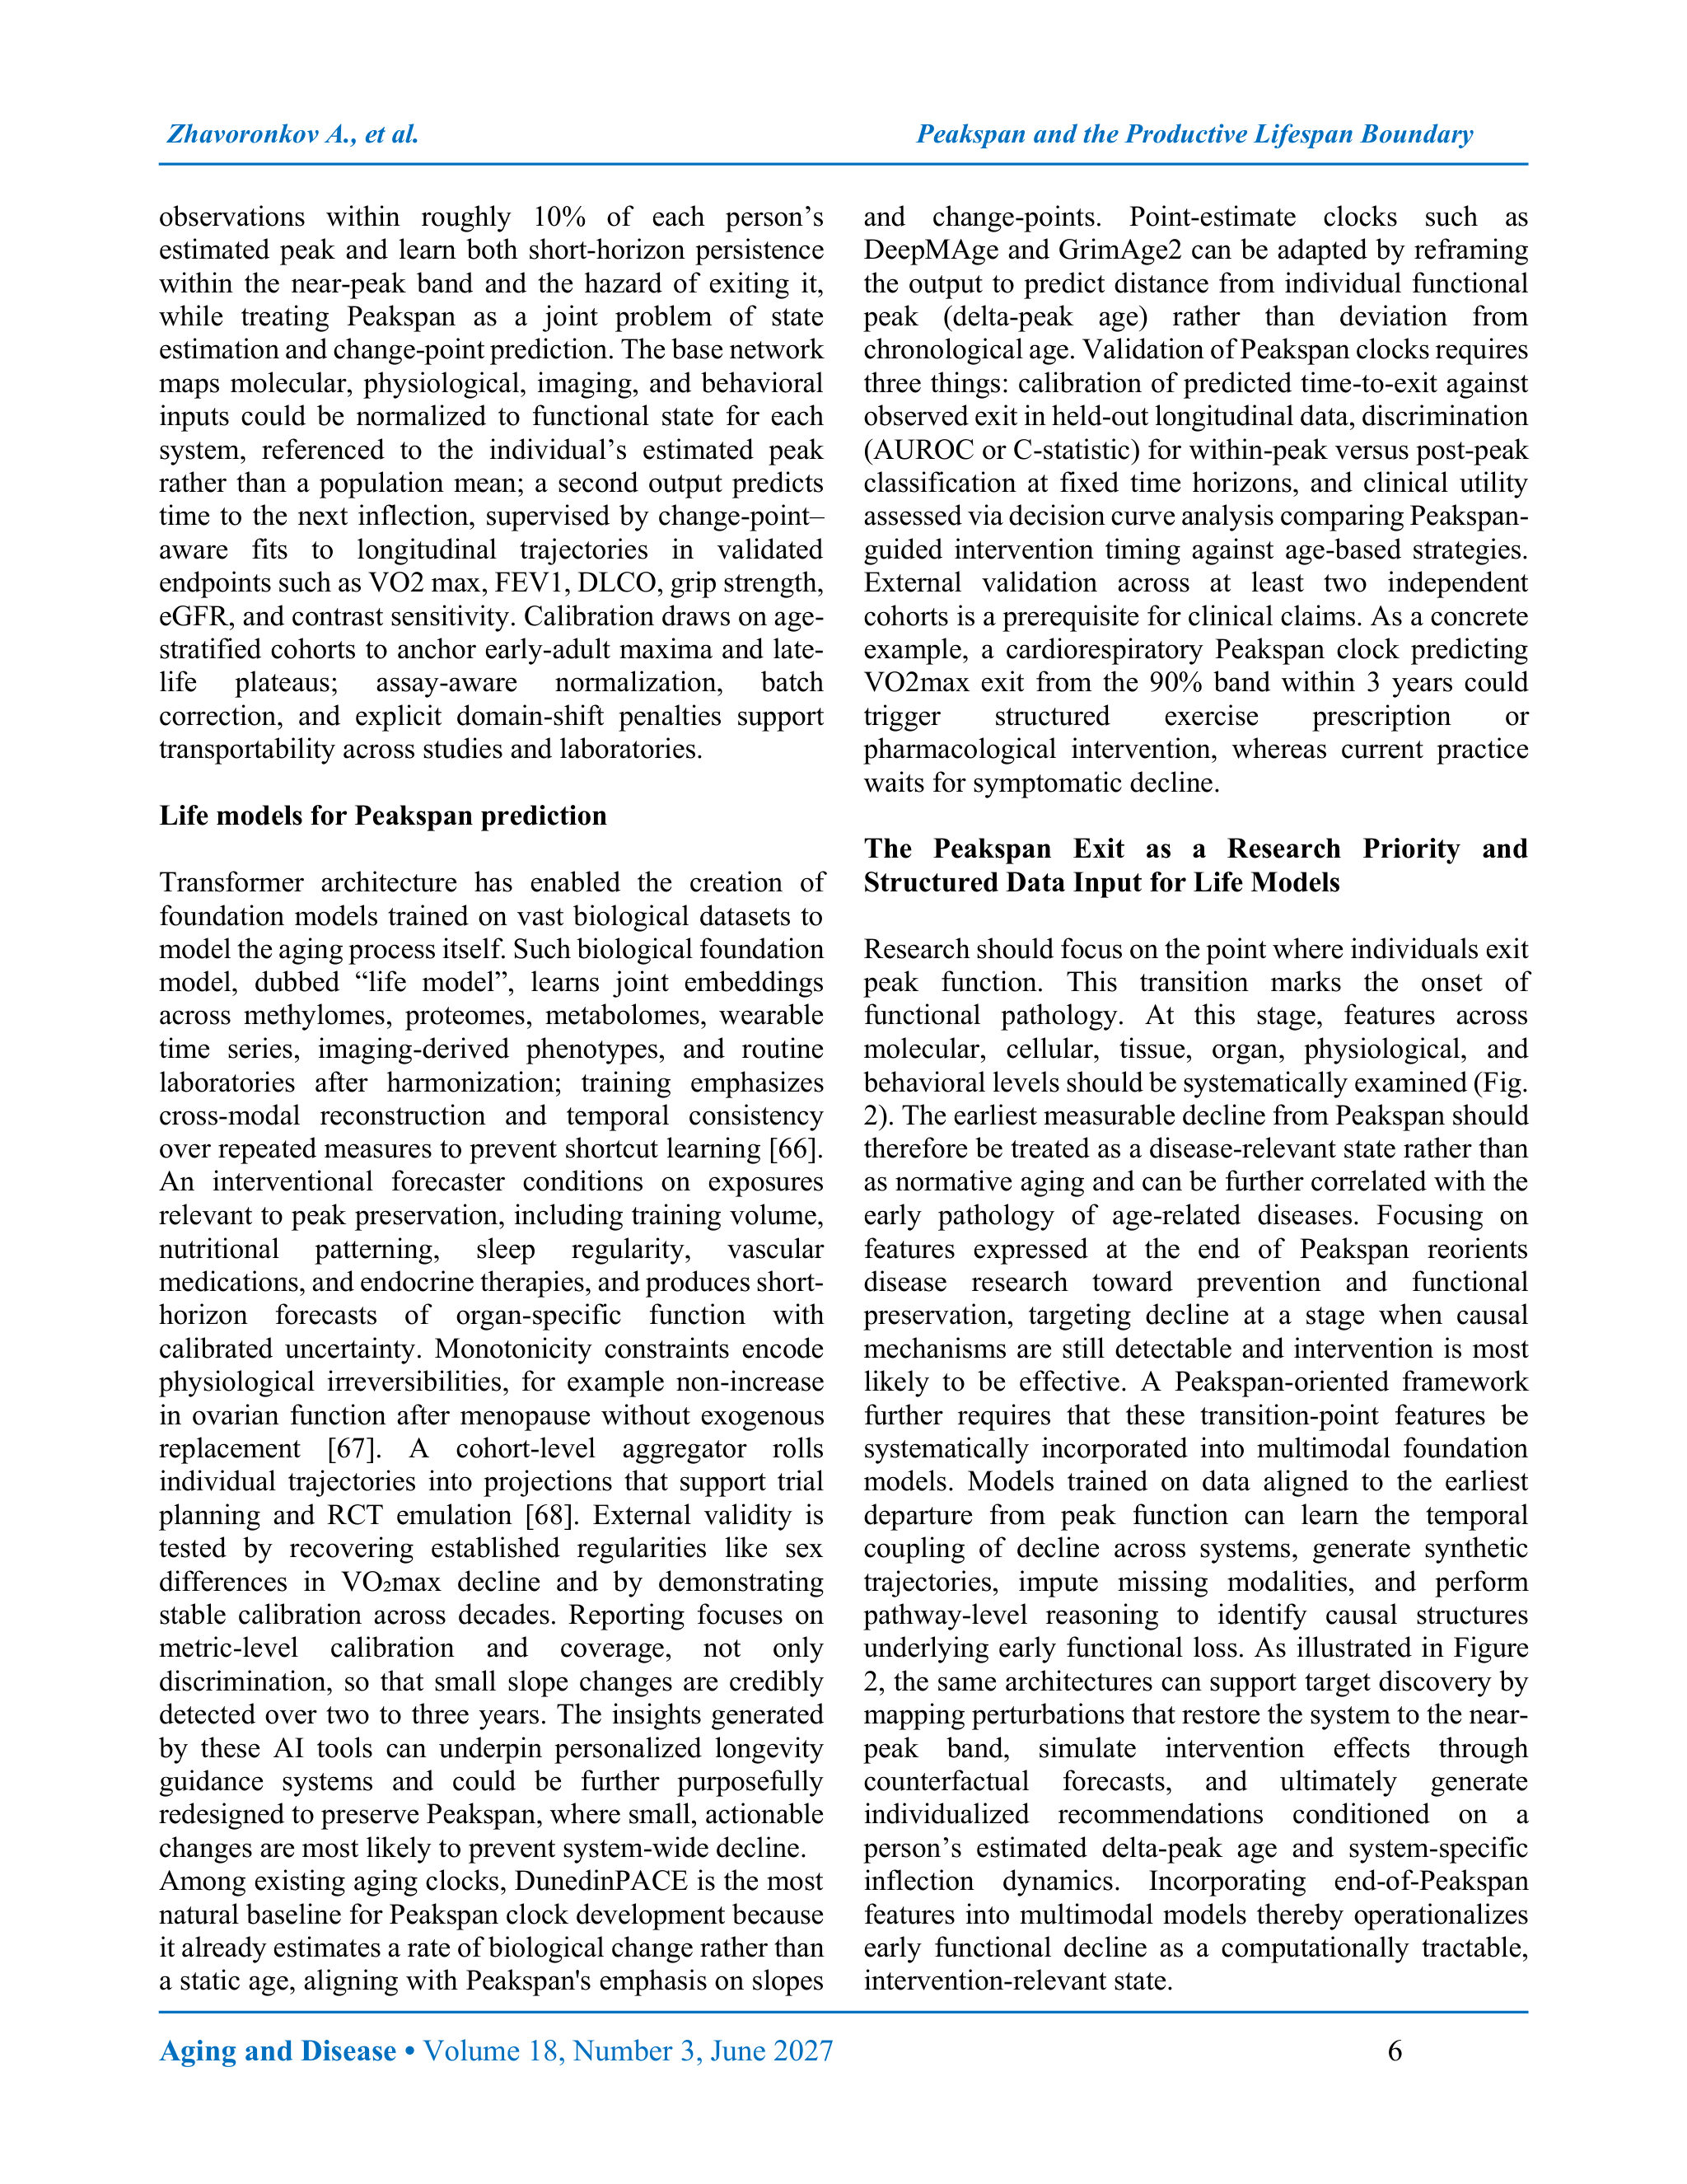 Zhavoronkov A., et al.
Peakspan and the Productive Lifespan Boundary
observations within roughly 10% of each person’s
estimated peak and learn both short-horizon persistence
within the near-peak band and the hazard of exiting it,
while treating Peakspan as a joint problem of state
estimation and change-point prediction. The base network
maps molecular, physiological, imaging, and behavioral
inputs could be normalized to functional state for each
system, referenced to the individual’s estimated peak
rather than a population mean; a second output predicts
time to the next inflection, supervised by change-point–
aware fits to longitudinal trajectories in validated
endpoints such as VO2 max, FEV1, DLCO, grip strength,
eGFR, and contrast sensitivity. Calibration draws on age-
stratified cohorts to anchor early-adult maxima and late-
life plateaus; assay-aware normalization, batch
correction, and explicit domain-shift penalties support
transportability across studies and laboratories.
Life models for Peakspan prediction
Transformer architecture has enabled the creation of
foundation models trained on vast biological datasets to
model the aging process itself. Such biological foundation
model, dubbed “life model”, learns joint embeddings
across methylomes, proteomes, metabolomes, wearable
time series, imaging-derived phenotypes, and routine
laboratories after harmonization; training emphasizes
cross-modal reconstruction and temporal consistency
over repeated measures to prevent shortcut learning [66].
An interventional forecaster conditions on exposures
relevant to peak preservation, including training volume,
nutritional patterning, sleep regularity, vascular
medications, and endocrine therapies, and produces short-
horizon forecasts of organ-specific function with
calibrated uncertainty. Monotonicity constraints encode
physiological irreversibilities, for example non-increase
in ovarian function after menopause without exogenous
replacement [67]. A cohort-level aggregator rolls
individual trajectories into projections that support trial
planning and RCT emulation [68]. External validity is
tested by recovering established regularities like sex
differences in VO₂max decline and by demonstrating
stable calibration across decades. Reporting focuses on
metric-level calibration and coverage, not only
discrimination, so that small slope changes are credibly
detected over two to three years. The insights generated
by these AI tools can underpin personalized longevity
guidance systems and could be further purposefully
redesigned to preserve Peakspan, where small, actionable
changes are most likely to prevent system-wide decline.
Among existing aging clocks, DunedinPACE is the most
natural baseline for Peakspan clock development because
it already estimates a rate of biological change rather than
a static age, aligning with Peakspan's emphasis on slopes
and change-points. Point-estimate clocks such as
DeepMAge and GrimAge2 can be adapted by reframing
the output to predict distance from individual functional
peak (delta-peak age) rather than deviation from
chronological age. Validation of Peakspan clocks requires
three things: calibration of predicted time-to-exit against
observed exit in held-out longitudinal data, discrimination
(AUROC or C-statistic) for within-peak versus post-peak
classification at fixed time horizons, and clinical utility
assessed via decision curve analysis comparing Peakspan-
guided intervention timing against age-based strategies.
External validation across at least two independent
cohorts is a prerequisite for clinical claims. As a concrete
example, a cardiorespiratory Peakspan clock predicting
VO2max exit from the 90% band within 3 years could
trigger structured exercise prescription or
pharmacological intervention, whereas current practice
waits for symptomatic decline.
The Peakspan Exit as a Research Priority and
Structured Data Input for Life Models
Research should focus on the point where individuals exit
peak function. This transition marks the onset of
functional pathology. At this stage, features across
molecular, cellular, tissue, organ, physiological, and
behavioral levels should be systematically examined (Fig.
2). The earliest measurable decline from Peakspan should
therefore be treated as a disease-relevant state rather than
as normative aging and can be further correlated with the
early pathology of age-related diseases. Focusing on
features expressed at the end of Peakspan reorients
disease research toward prevention and functional
preservation, targeting decline at a stage when causal
mechanisms are still detectable and intervention is most
likely to be effective. A Peakspan-oriented framework
further requires that these transition-point features be
systematically incorporated into multimodal foundation
models. Models trained on data aligned to the earliest
departure from peak function can learn the temporal
coupling of decline across systems, generate synthetic
trajectories, impute missing modalities, and perform
pathway-level reasoning to identify causal structures
underlying early functional loss. As illustrated in Figure
2, the same architectures can support target discovery by
mapping perturbations that restore the system to the near-
peak band, simulate intervention effects through
counterfactual forecasts, and ultimately generate
individualized recommendations conditioned on a
person’s estimated delta-peak age and system-specific
inflection dynamics. Incorporating end-of-Peakspan
features into multimodal models thereby operationalizes
early functional decline as a computationally tractable,
intervention-relevant state.
Aging and Disease • Volume 18, Number 3, June 2027
6